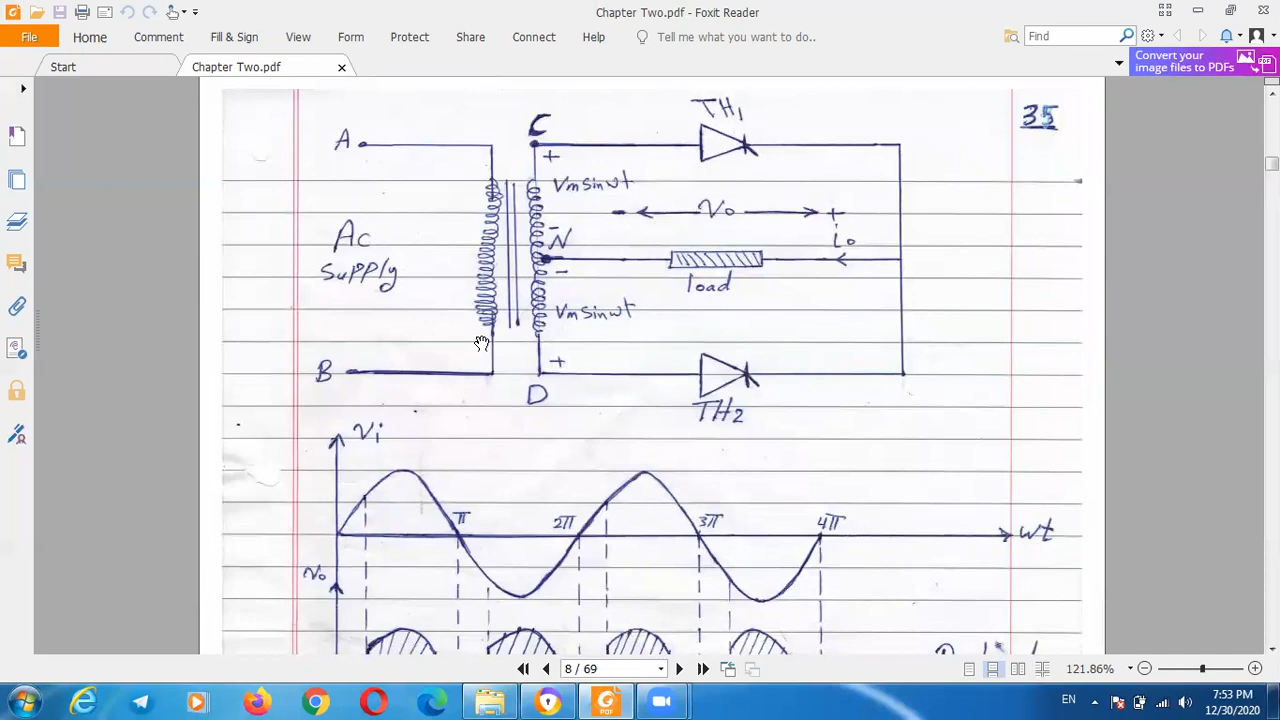 Chapter Two.pdf - Foxit Reader
File Home Comment Fill & Sign View Form Protect Share Connect Help Tell me what you want to do.. Find
Start Chapter Two.pdf
Convert your
image files to PDFs
35
TH1
A
C
+
Vm sin wt
- Vo +
Ac
supply
N
-
io
load
Vm sin wt
+
B
D
TH2
Vi
π 2π 3π 4π wt
Vo
8 / 69
121.86%
EN
7:53 PM
12/30/2020